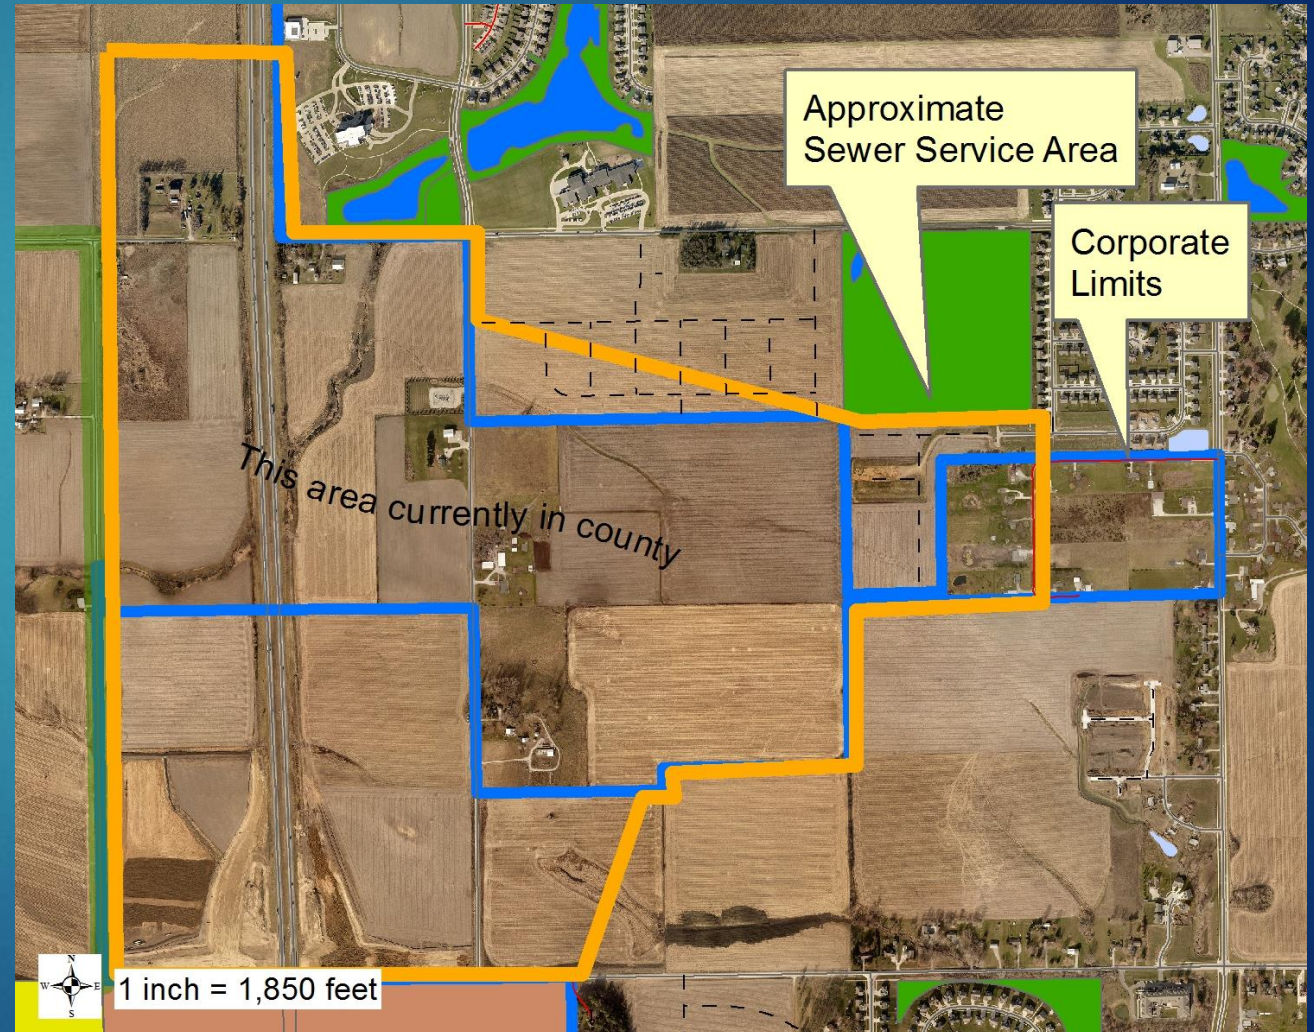 Approximate
Sewer Service Area
Corporate
Limits
This area currently in county
N
W E
S
1 inch = 1,850 feet